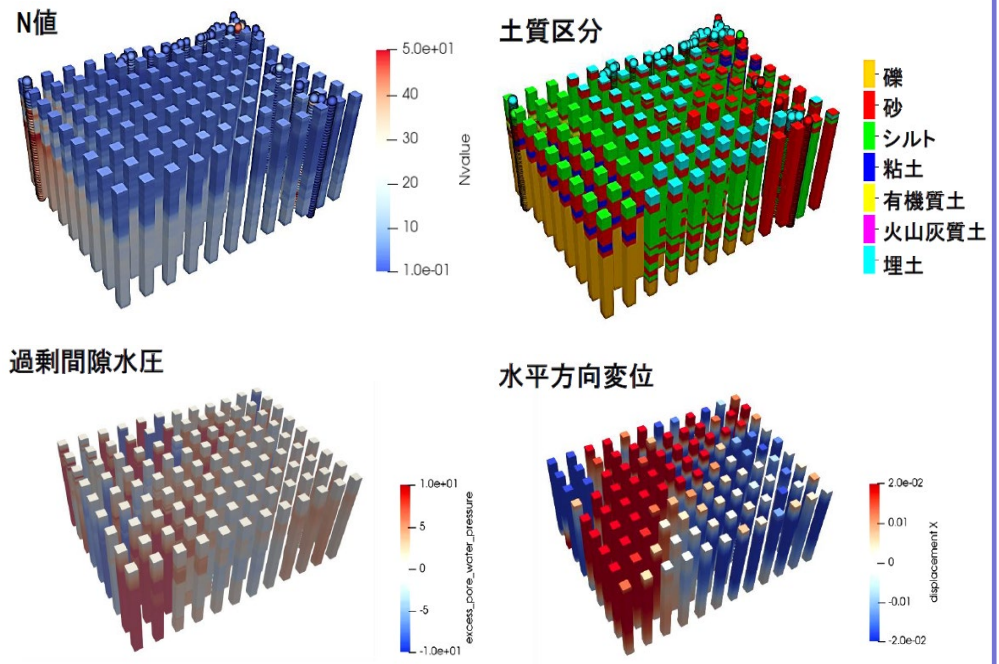 N値
5.0e+01
40
30
20
10
1.0e-01
Nvalue
土質区分
礫
砂
シルト
粘土
有機質土
火山灰質土
埋土
過剰間隙水圧
1.0e+01
5
0
-5
-1.0e+01
excess_pore_water_pressure
水平方向変位
2.0e-02
0.01
0
-0.01
-2.0e-02
displacement X